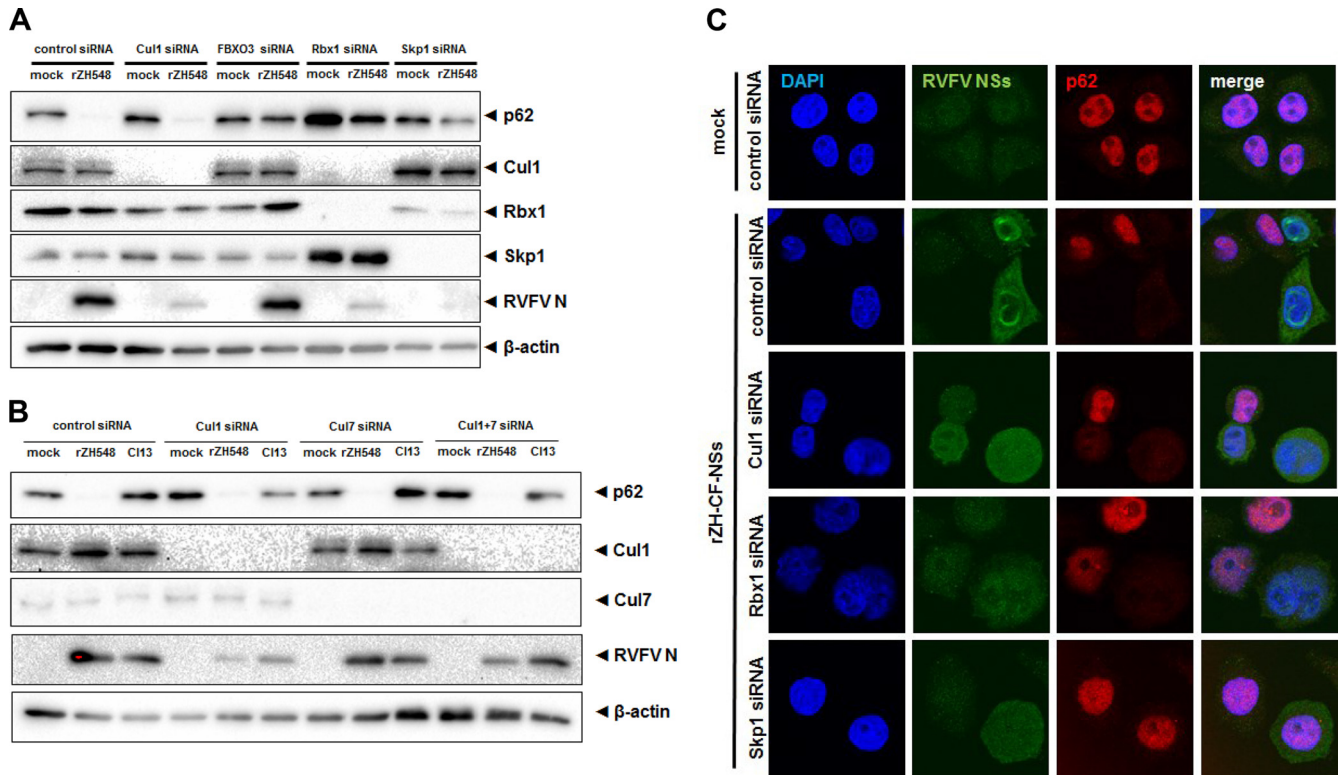 A
control siRNA Cul1 siRNA FBXO3 siRNA Rbx1 siRNA Skp1 siRNA
mock rZH548 mock rZH548 mock rZH548 mock rZH548 mock rZH548
p62
Cul1
Rbx1
Skp1
RVFV N
β-actin
B
control siRNA Cul1 siRNA Cul7 siRNA Cul1+7 siRNA
mock rZH548 Cl13 mock rZH548 Cl13 mock rZH548 Cl13 mock rZH548 Cl13
p62
Cul1
Cul7
RVFV N
β-actin
C
DAPI RVFV NSs p62 merge
mock
control siRNA
rZH-CF-NSs
control siRNA
Cul1 siRNA
Rbx1 siRNA
Skp1 siRNA